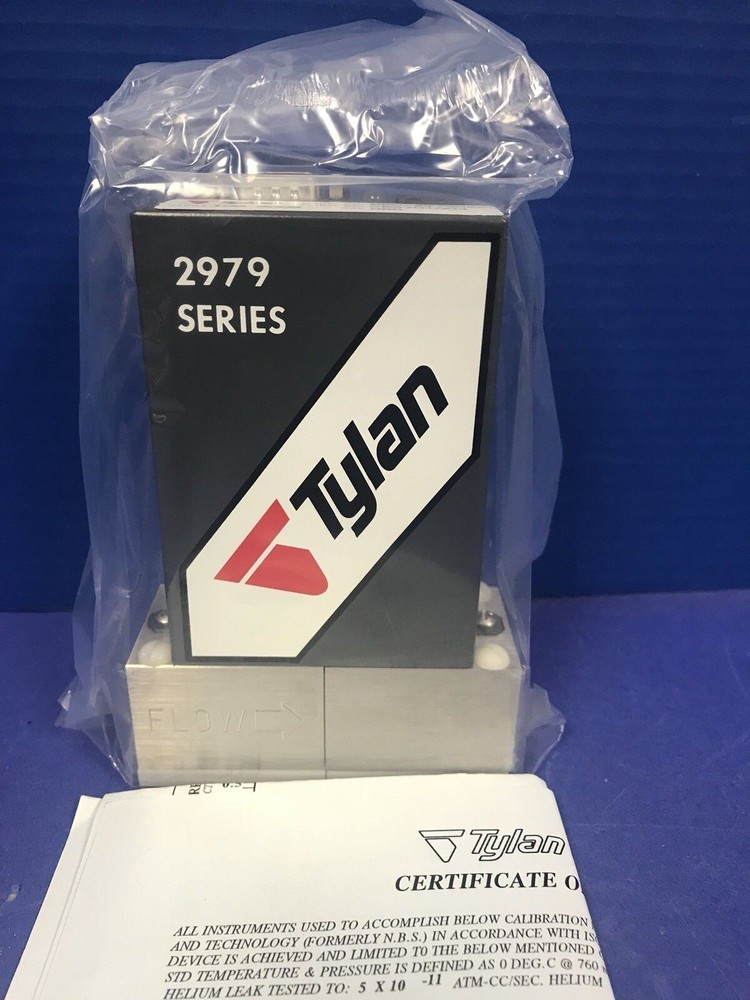 2979
SERIES
Tylan
FLOW
Tylan
CERTIFICATE O
ALL INSTRUMENTS USED TO ACCOMPLISH BELOW CALIBRATION
AND TECHNOLOGY (FORMERLY N.B.S.) IN ACCORDANCE WITH
DEVICE IS ACHIEVED AND LIMITED TO THE BELOW MENTIONED
STD TEMPERATURE & PRESSURE IS DEFINED AS 0 DEG.C @ 760
HELIUM LEAK TESTED TO: 5 X 10 -11 ATM-CC/SEC. HELIUM